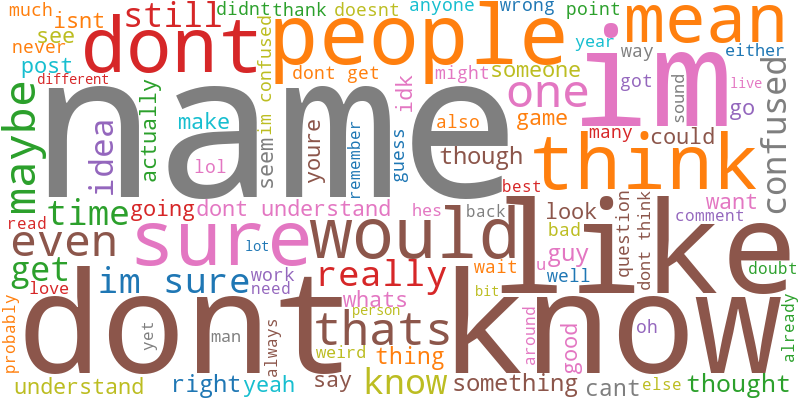 much
isnt
still
didnt
thank
doesnt
anyone
wrong
point
mean
see
never
post
dont
people
year
way
either
different
dont get
might
someone
im
confused
im confused
idk
one
got
sound
live
go
maybe
idea
actually
make
name
lol
seem
youre
remember
guess
also
game
many
could
though
think
best
time
going
dont understand
hes
back
look
question
dont think
want
comment
read
even
sure
lot
would
like
bad
guy
doubt
get
love
im sure
work
need
really
whats
wait
u
well
bit
probably
dont know
yet
man
always
person
thats
weird
thing
around
good
oh
already
understand
right
yeah
say
know
something
cant
else
thought